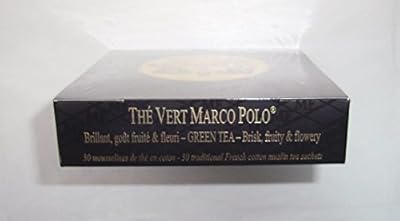 THÉ VERT MARCO POLO®
Brillant, goût fruité & fleuri – GREEN TEA – Brisk, fruity & flowery
30 mousselines de thé en coton - 30 traditional French cotton muslin tea sachets